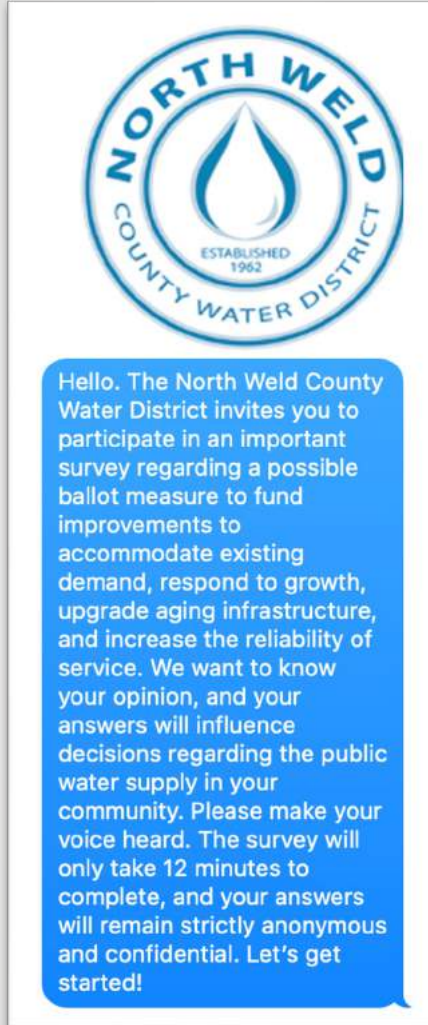 NORTH WELD
ESTABLISHED
1962
COUNTY WATER DISTRICT
Hello. The North Weld County
Water District invites you to
participate in an important
survey regarding a possible
ballot measure to fund
improvements to
accommodate existing
demand, respond to growth,
upgrade aging infrastructure,
and increase the reliability of
service. We want to know
your opinion, and your
answers will influence
decisions regarding the public
water supply in your
community. Please make your
voice heard. The survey will
only take 12 minutes to
complete, and your answers
will remain strictly anonymous
and confidential. Let's get
started!